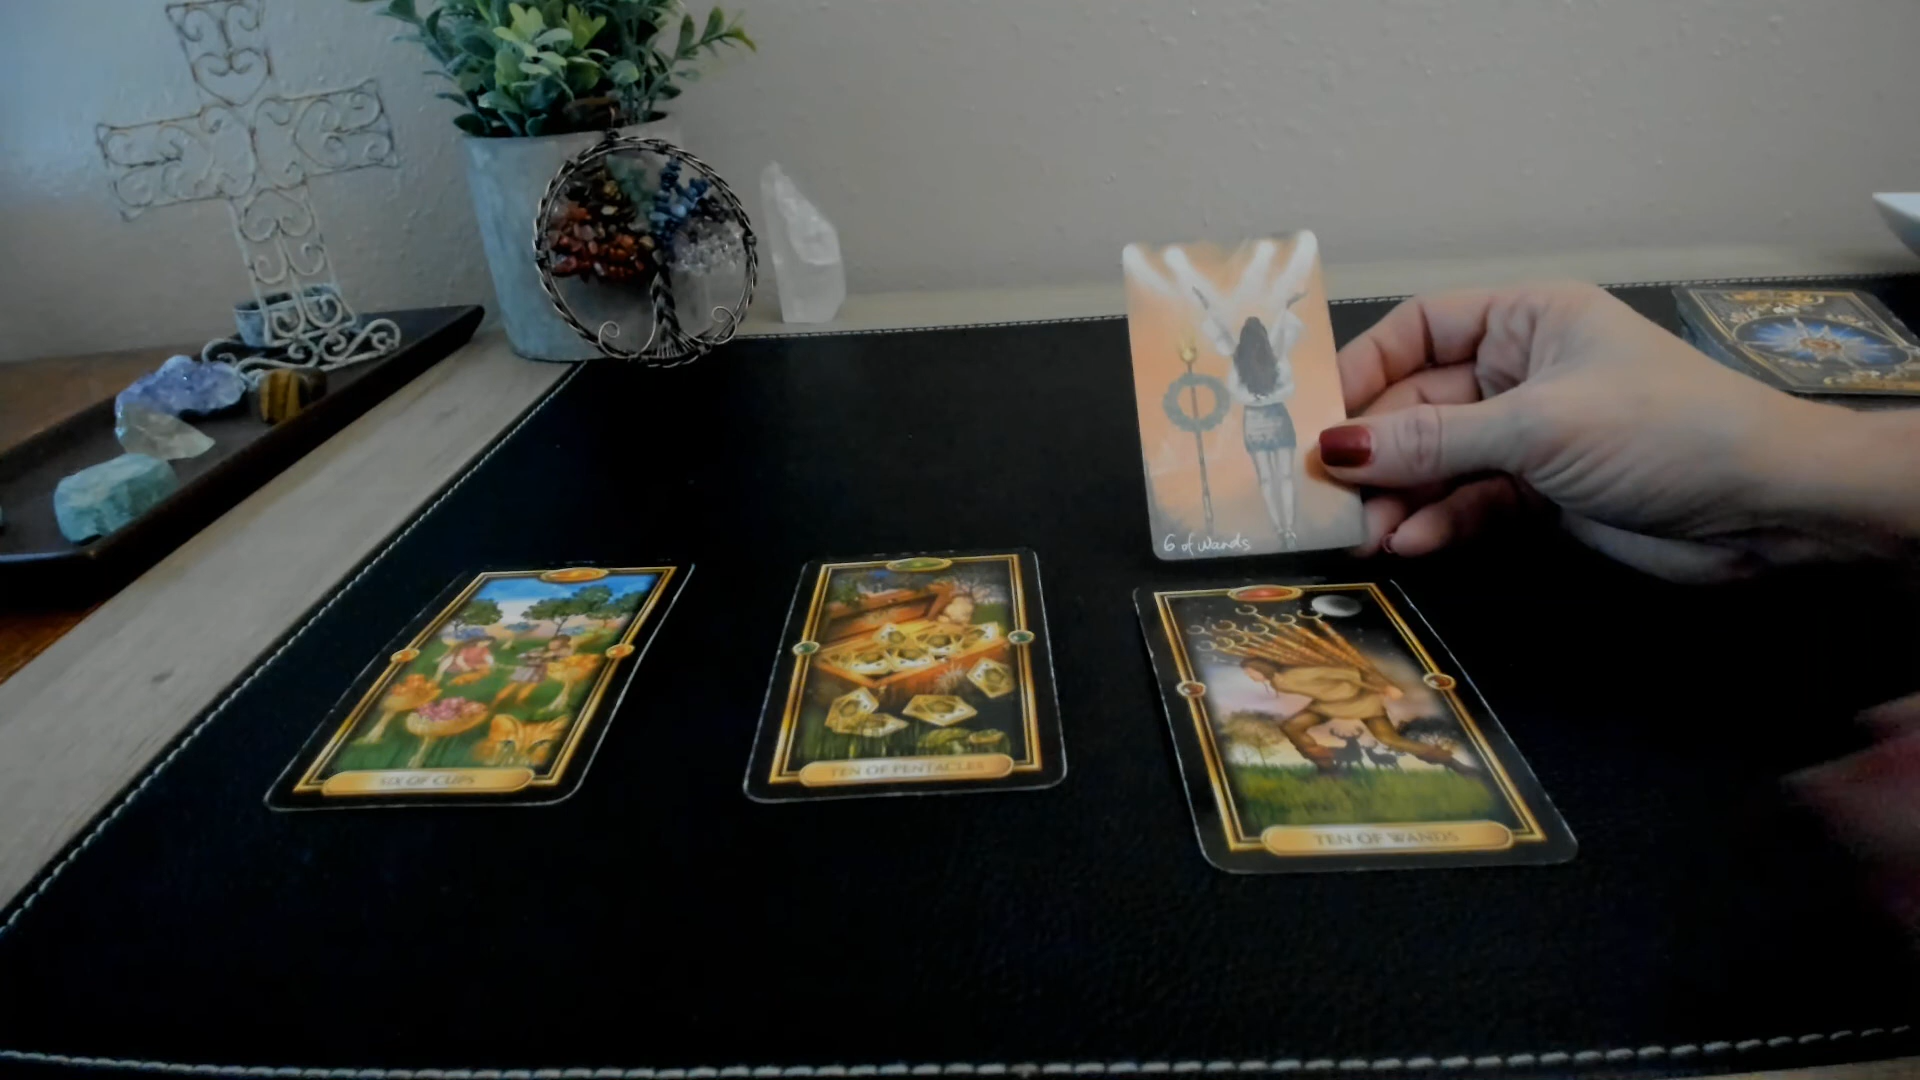 6 of Wands
SIX OF CUPS
TEN OF PENTACLES
TEN OF WANDS